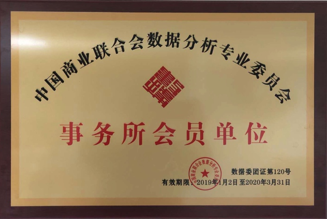 中国商业联合会数据分析专业委员会
事务所会员单位
数据委团证第120号
有效期限：2019年1月2日至2020年3月31日